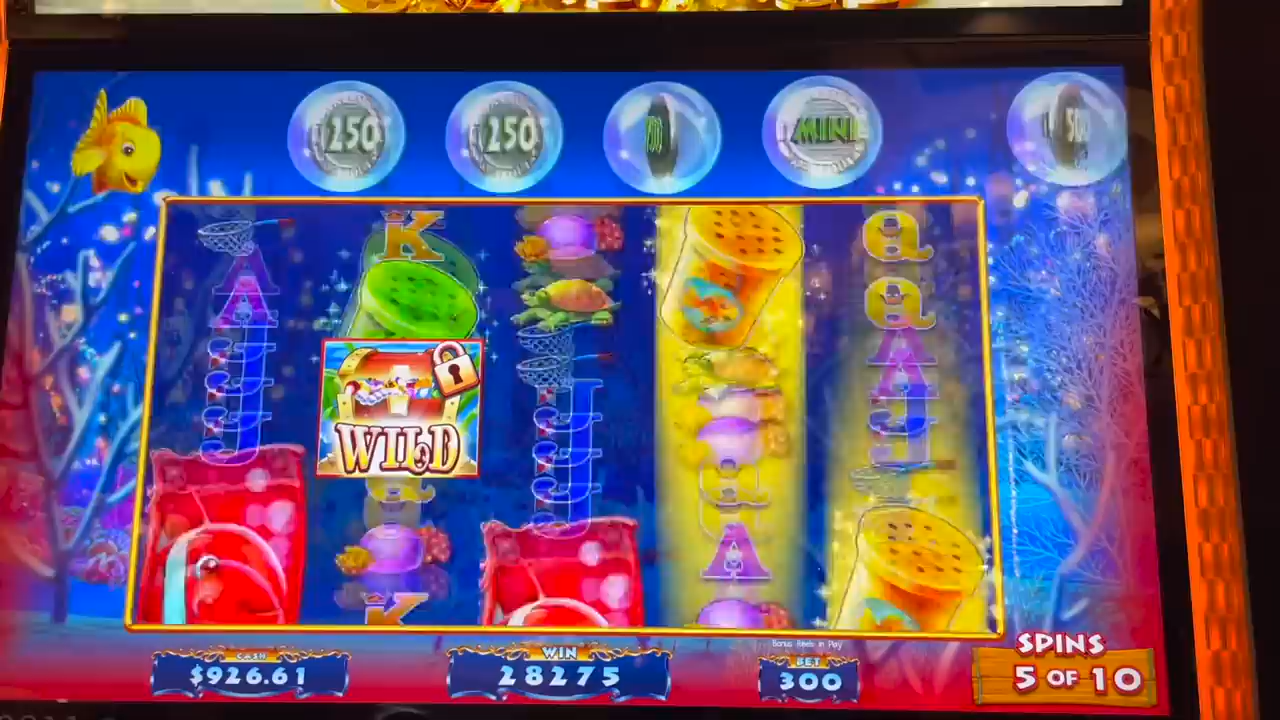 250
250
MINI
50
K
Q
Q
A
A
J
J
J
J
J
J
WILD
A
K
CASH
$926.61
WIN
28275
Bonus Reels in Play
BET
300
SPINS
5 OF 10